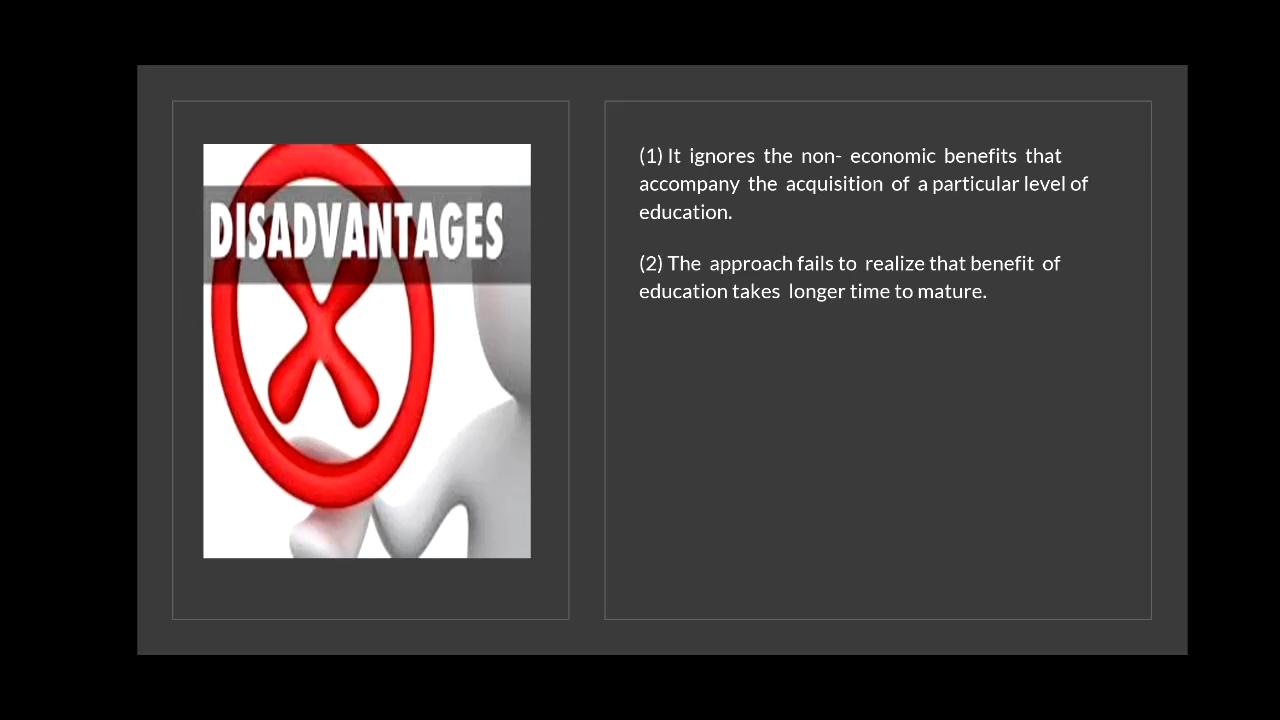 DISADVANTAGES
(1) It ignores the non- economic benefits that
accompany the acquisition of a particular level of
education.
(2) The approach fails to realize that benefit of
education takes longer time to mature.